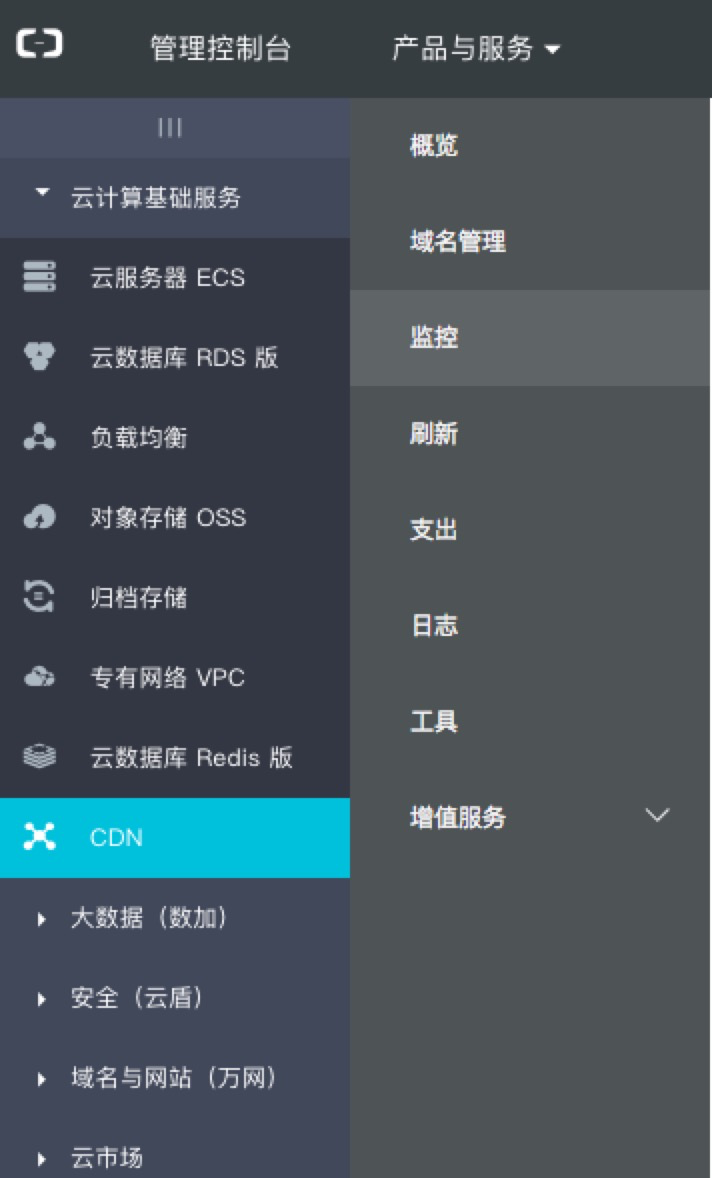 管理控制台 产品与服务
云计算基础服务
云服务器 ECS
云数据库 RDS 版
负载均衡
对象存储 OSS
归档存储
专有网络 VPC
云数据库 Redis 版
CDN
大数据（数加）
安全（云盾）
域名与网站（万网）
云市场
概览
域名管理
监控
刷新
支出
日志
工具
增值服务